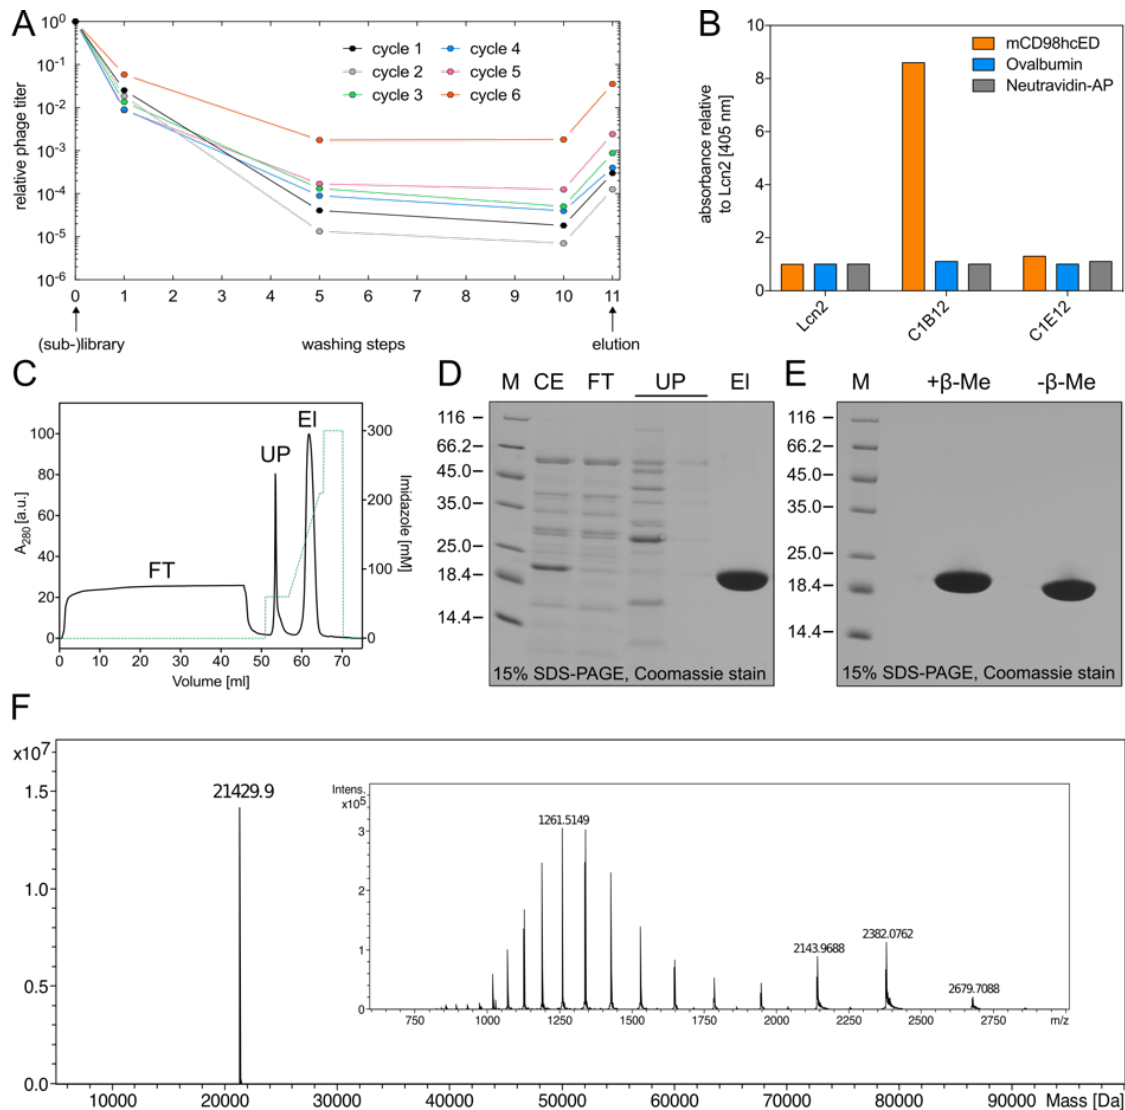 A
10⁰
10⁻¹
10⁻²
10⁻³
10⁻⁴
10⁻⁵
10⁻⁶
relative phage titer
cycle 1
cycle 2
cycle 3
cycle 4
cycle 5
cycle 6
0 1 2 3 4 5 6 7 8 9 10 11
(sub-)library
washing steps
elution
B
10
8
6
4
2
0
absorbance relative
to Lcn2 [405 nm]
mCD98hcED
Ovalbumin
Neutravidin-AP
Lcn2
C1B12
C1E12
C
100
80
60
40
20
0
A₂₈₀ [a.u.]
FT
UP
El
300
200
100
0
Imidazole [mM]
0 10 20 30 40 50 60 70
Volume [ml]
D
M CE FT UP El
116
66.2
45.0
35.0
25.0
18.4
14.4
15% SDS-PAGE, Coomassie stain
E
M +β-Me -β-Me
116
66.2
45.0
35.0
25.0
18.4
14.4
15% SDS-PAGE, Coomassie stain
F
x10⁷
1.5
1.0
0.5
0.0
21429.9
10000 20000 30000 40000 50000 60000 70000 80000 90000 Mass [Da]
Intens.
x10⁵
3
2
1
0
1261.5149
2143.9688
2382.0762
2679.7088
750 1000 1250 1500 1750 2000 2250 2500 2750 m/z